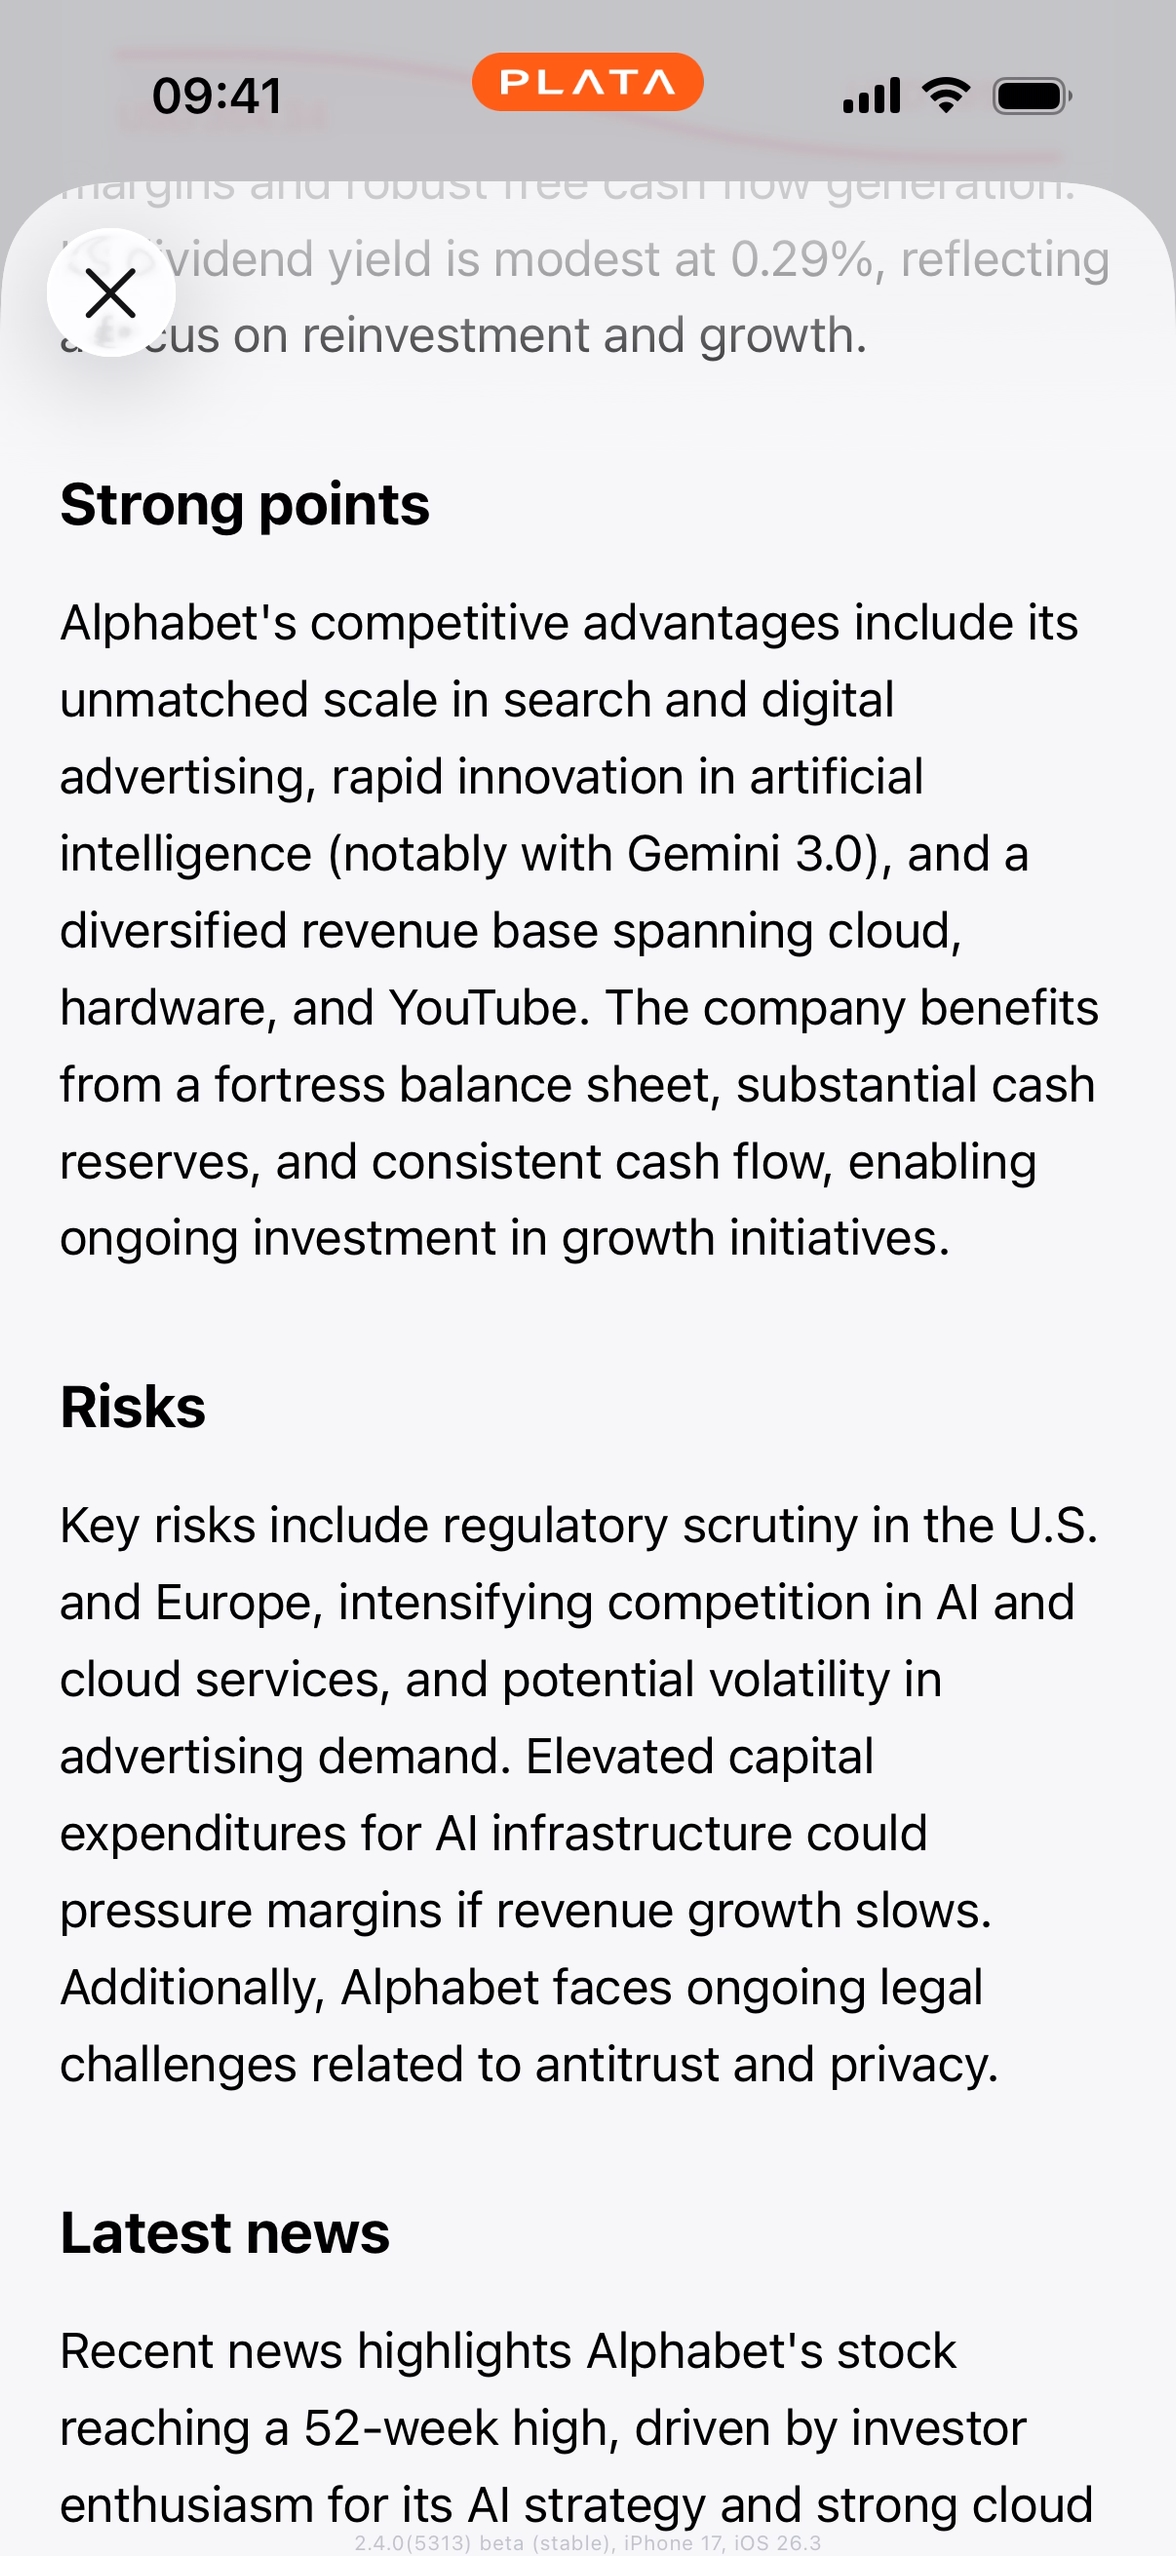 09:41
PLATA
margins and robust free cash flow generation.
dividend yield is modest at 0.29%, reflecting
on reinvestment and growth.
Strong points
Alphabet's competitive advantages include its
unmatched scale in search and digital
advertising, rapid innovation in artificial
intelligence (notably with Gemini 3.0), and a
diversified revenue base spanning cloud,
hardware, and YouTube. The company benefits
from a fortress balance sheet, substantial cash
reserves, and consistent cash flow, enabling
ongoing investment in growth initiatives.
Risks
Key risks include regulatory scrutiny in the U.S.
and Europe, intensifying competition in AI and
cloud services, and potential volatility in
advertising demand. Elevated capital
expenditures for AI infrastructure could
pressure margins if revenue growth slows.
Additionally, Alphabet faces ongoing legal
challenges related to antitrust and privacy.
Latest news
Recent news highlights Alphabet's stock
reaching a 52-week high, driven by investor
enthusiasm for its AI strategy and strong cloud
2.4.0(5313) beta (stable), iPhone 17, iOS 26.3